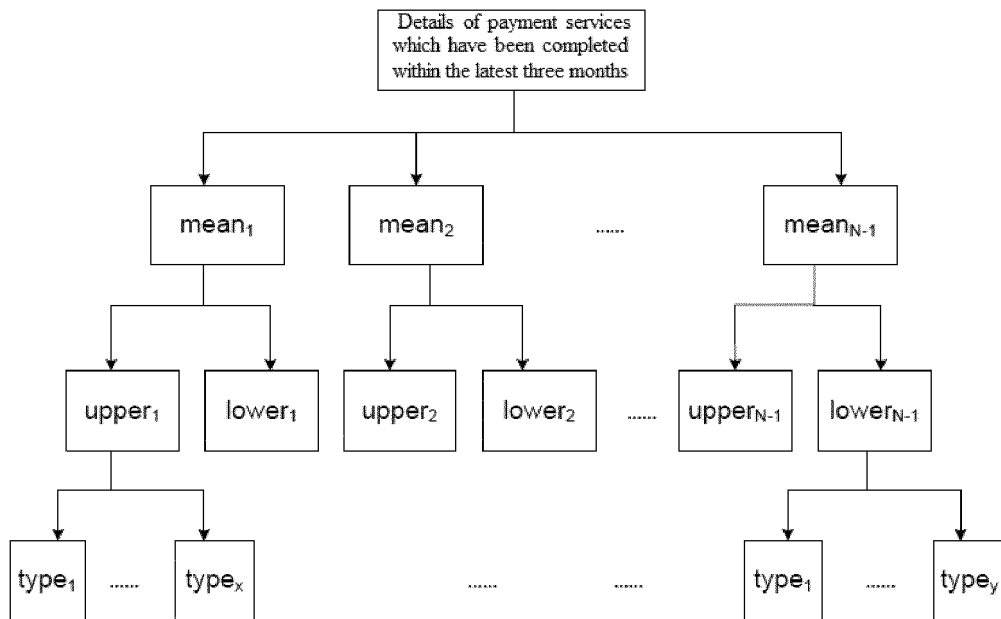 Details of payment services
which have been completed
within the latest three months
mean₁ mean₂ ...... meanN-1
upper₁ lower₁ upper₂ lower₂ ...... upperN-1 lowerN-1
type₁ ...... typeₓ ...... ...... type₁ ...... typey